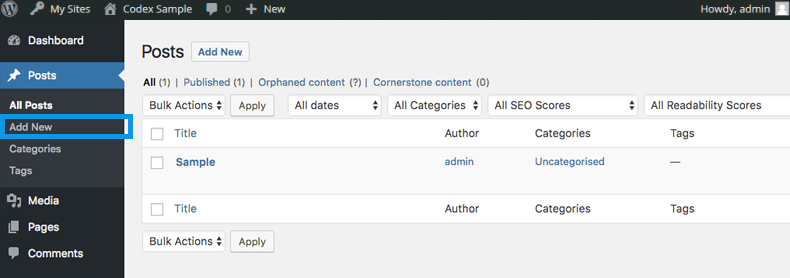 My Sites Codex Sample 0 + New Howdy, admin
Dashboard
Posts
All Posts
Add New
Categories
Tags
Media
Pages
Comments
Posts Add New
All (1) | Published (1) | Orphaned content (?) | Cornerstone content (0)
Bulk Actions Apply All dates All Categories All SEO Scores All Readability Scores
Title Author Categories Tags
Sample admin Uncategorised —
Title Author Categories Tags
Bulk Actions Apply